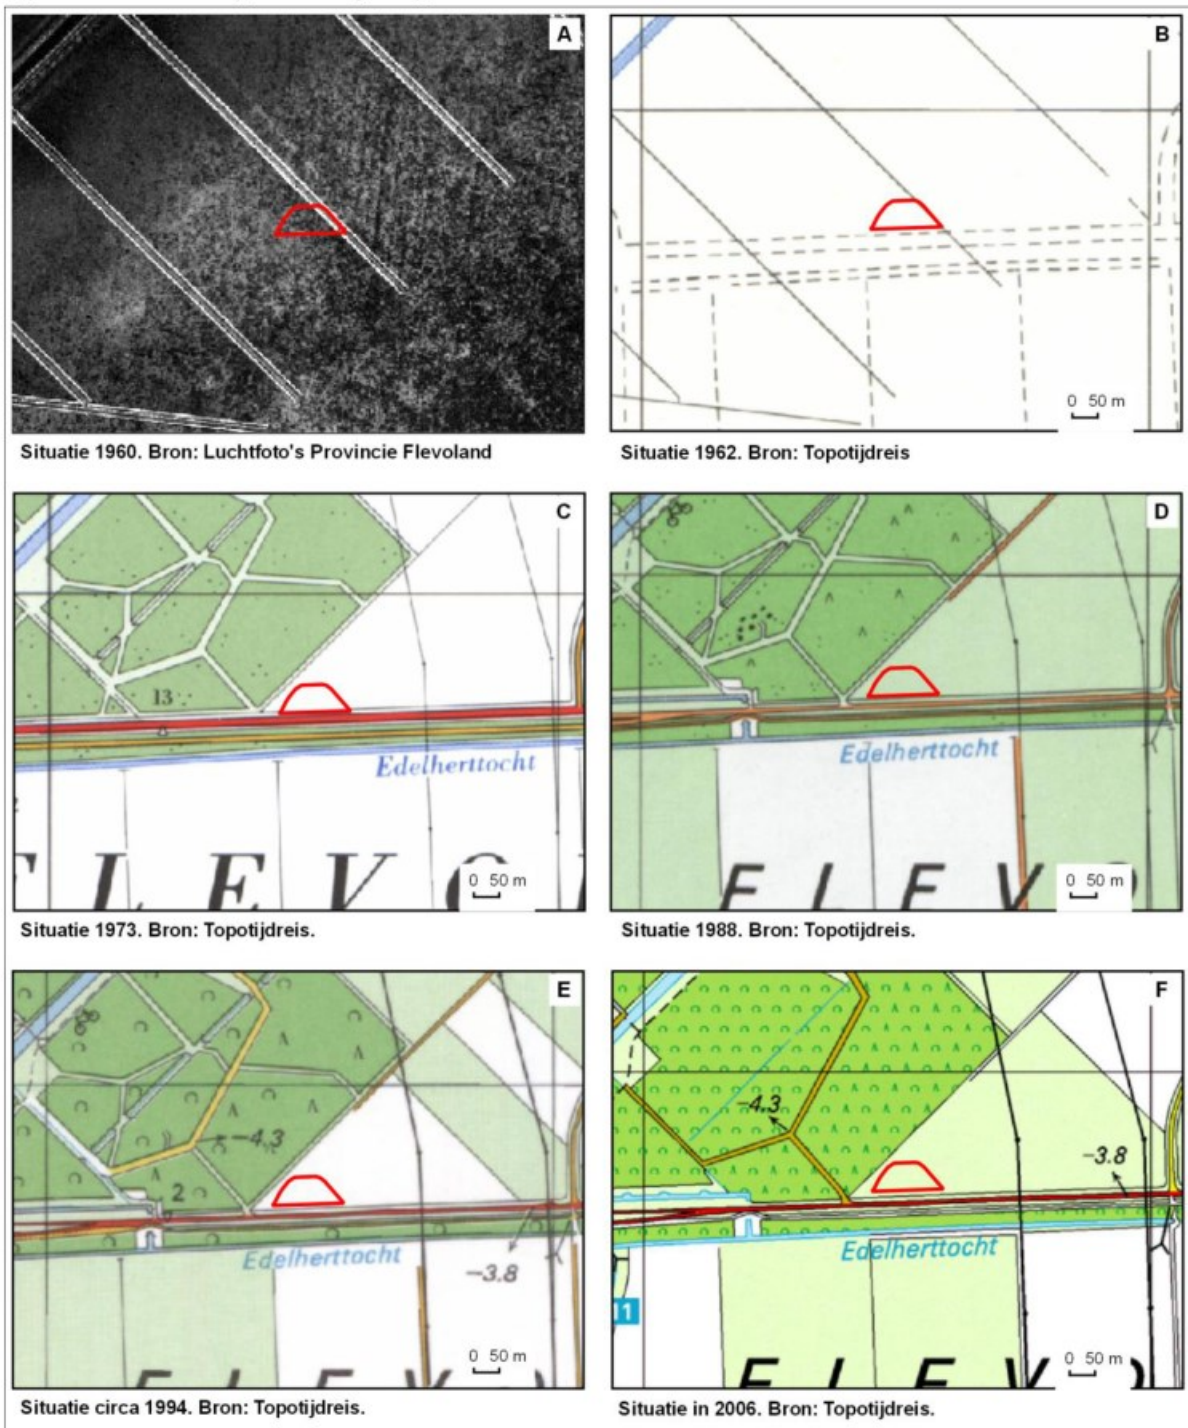 A
B
0 50 m
Situatie 1960. Bron: Luchtfoto's Provincie Flevoland
Situatie 1962. Bron: Topotijdreis
C
13
Edelherttocht
L E V O
0 50 m
D
Edelherttocht
F L E V O
0 50 m
Situatie 1973. Bron: Topotijdreis.
Situatie 1988. Bron: Topotijdreis.
E
-4.3
2
Edelherttocht
-3.8
0 50 m
F L E V O
F
-4.3
-3.8
Edelherttocht
11
0 50 m
F L E V O
Situatie circa 1994. Bron: Topotijdreis.
Situatie in 2006. Bron: Topotijdreis.